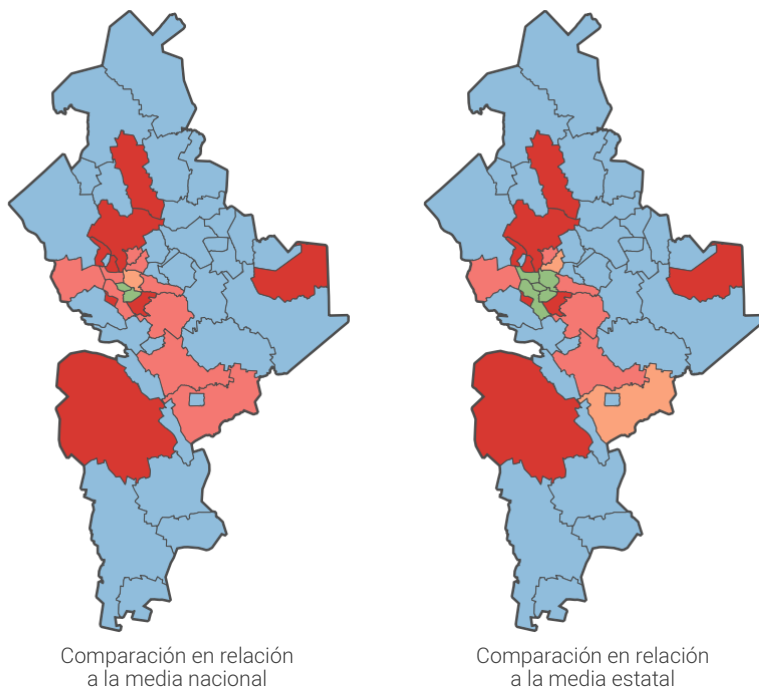 Comparación en relación
a la media nacional
Comparación en relación
a la media estatal